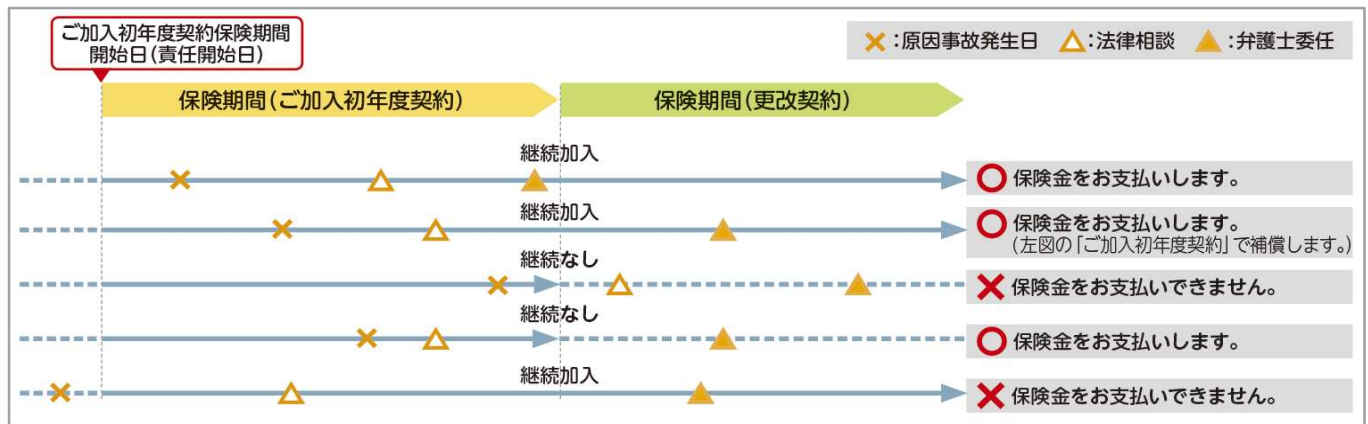 ご加入初年度契約保険期間
開始日(責任開始日)
×:原因事故発生日 △:法律相談 ▲:弁護士委任
保険期間(ご加入初年度契約)
保険期間(更改契約)
継続加入
保険金をお支払いします。
継続加入
保険金をお支払いします。
(左図の「ご加入初年度契約」で補償します。)
継続なし
保険金をお支払いできません。
継続なし
保険金をお支払いします。
継続加入
保険金をお支払いできません。